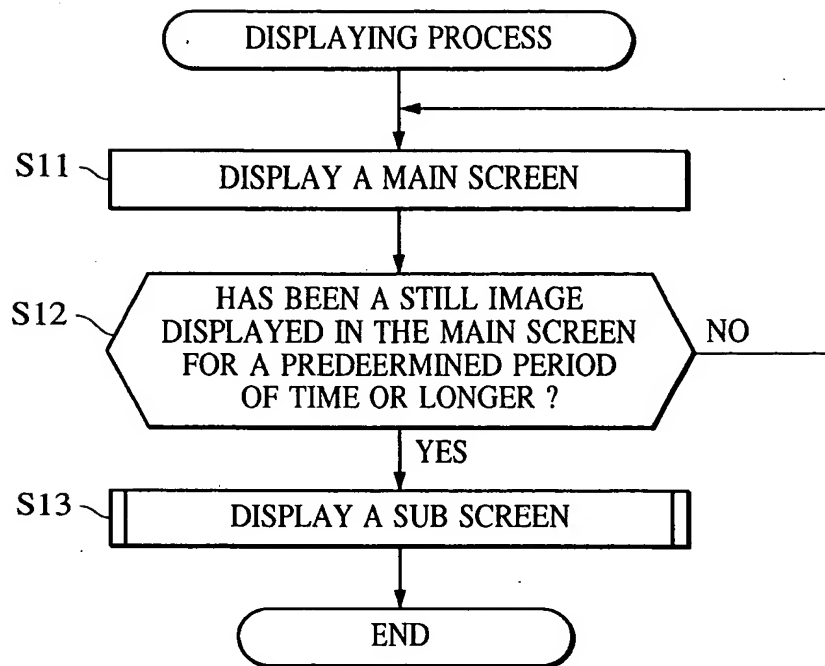 DISPLAYING PROCESS
S11
DISPLAY A MAIN SCREEN
S12
HAS BEEN A STILL IMAGE
DISPLAYED IN THE MAIN SCREEN
FOR A PREDEERMINED PERIOD
OF TIME OR LONGER ?
NO
YES
S13
DISPLAY A SUB SCREEN
END